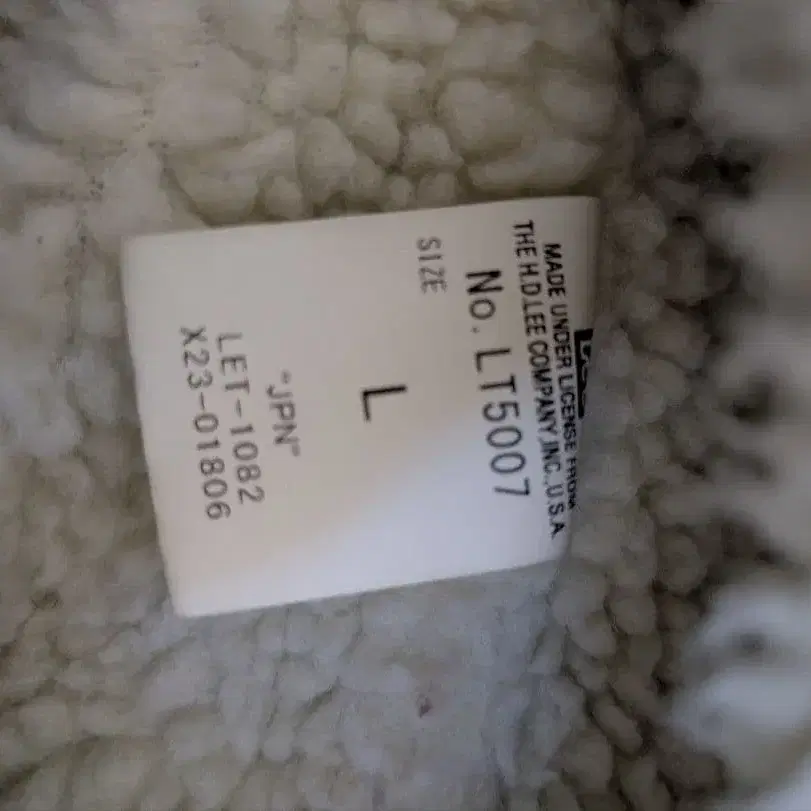 MADE UNDER LICENSE FROM
THE H.D.LEE COMPANY,INC.,U.S.A.
No. LT5007
SIZE
L
"JPN"
LET-1082
X23-01806